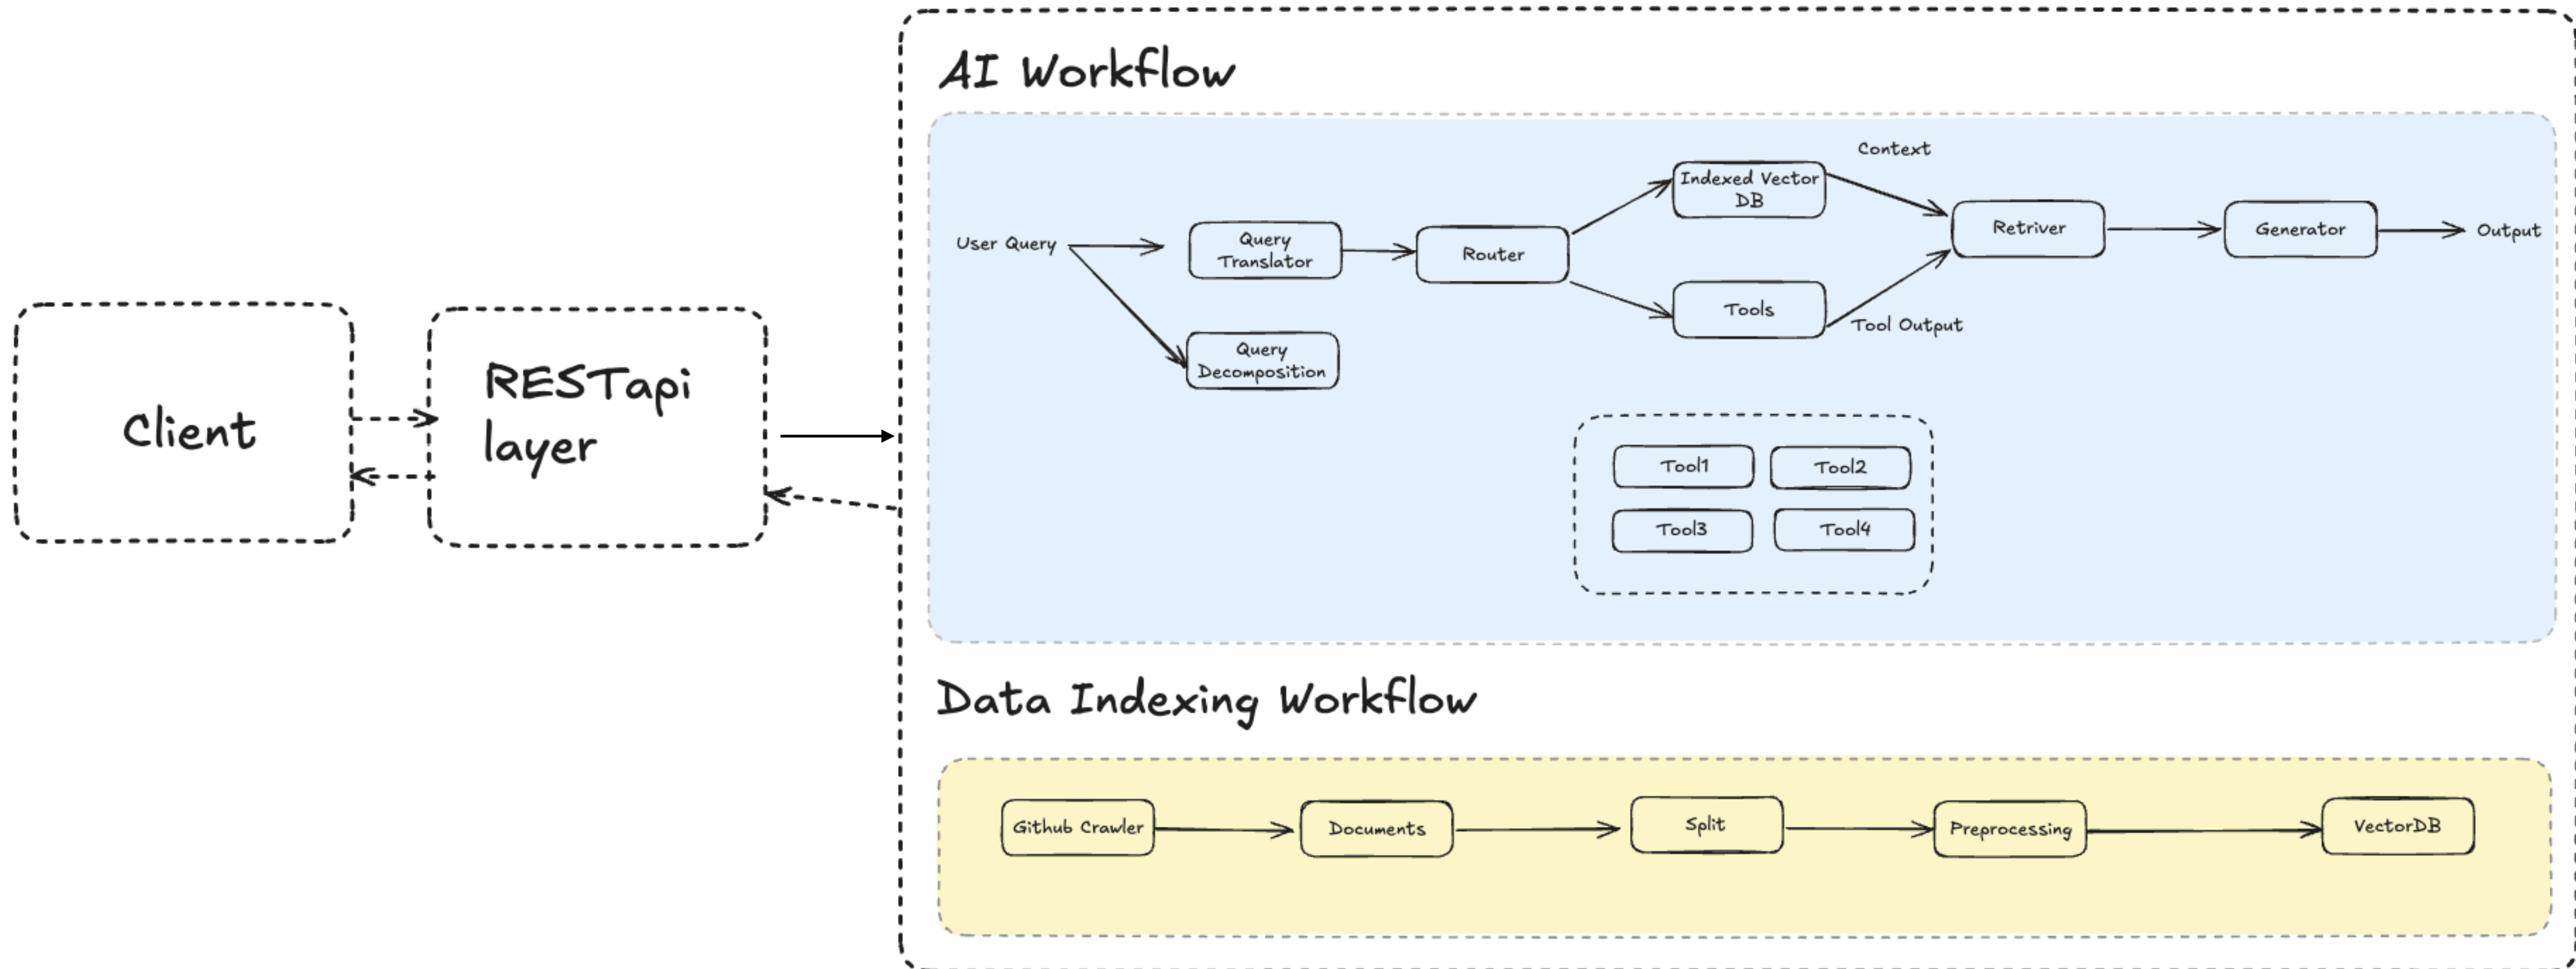 AI Workflow
Context
Indexed Vector
DB
User Query
Query
Translator
Router
Retriver
Generator
Output
Tools
Tool Output
Query
Decomposition
Client
RESTapi
layer
Tool1
Tool2
Tool3
Tool4
Data Indexing Workflow
Github Crawler
Documents
Split
Preprocessing
VectorDB